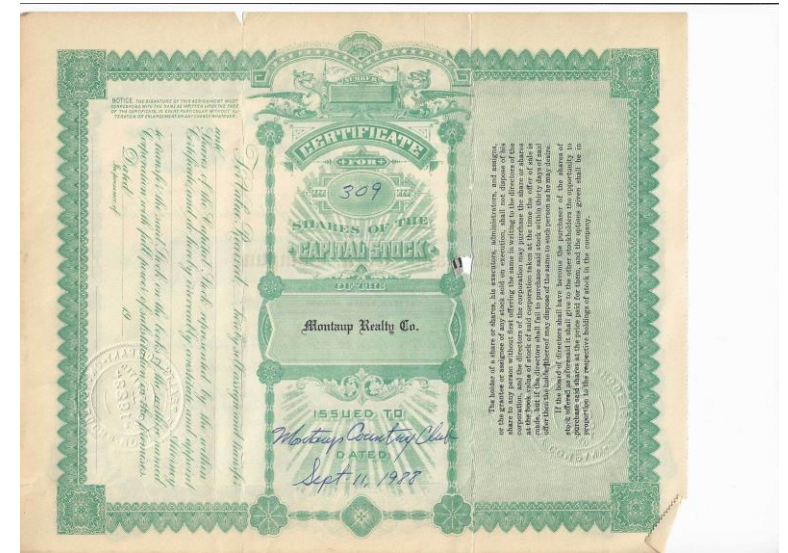 NOTICE. THE SIGNATURE OF THIS ASSIGNMENT MUST
CORRESPOND WITH THE NAME AS WRITTEN UPON THE FACE
OF THE CERTIFICATE, IN EVERY PARTICULAR WITHOUT AL-
TERATION OR ENLARGEMENT OR ANY CHANGE WHATEVER.
Shares of the Capital Stock represented by the within
Certificate, and do hereby irrevocably constitute and appoint
to transfer the said Stock on the books of the within named
Corporation with full power of substitution in the premises.
Dated 19
In presence of
NUMBER
CERTIFICATE
FOR
309
SHARES OF THE
CAPITAL STOCK
OF THE
Montaup Realty Co.
ISSUED TO
Montaup Country Club
DATED
Sept. 11, 1988
The holder of a share or shares, his executors, administrators, and assigns,
or the grantee or assignee of any stock sold on execution, shall not dispose of his
share to any person without first offering the same in writing to the directors of the
corporation, and the directors of the corporation may purchase the share or shares
at the book value of stock of said corporation taken at the time the offer of sale is
made, but if the directors shall fail to purchase said stock within thirty days of said
offer then the holder thereof may dispose of the same to such person as he may desire.
If the board of directors shall have become the purchaser of the shares of
stock offered as aforesaid it shall give to the other stockholders the opportunity to
purchase said shares at the price paid for them; and the options given shall be in
proportion to the respective holdings of stock in the company.